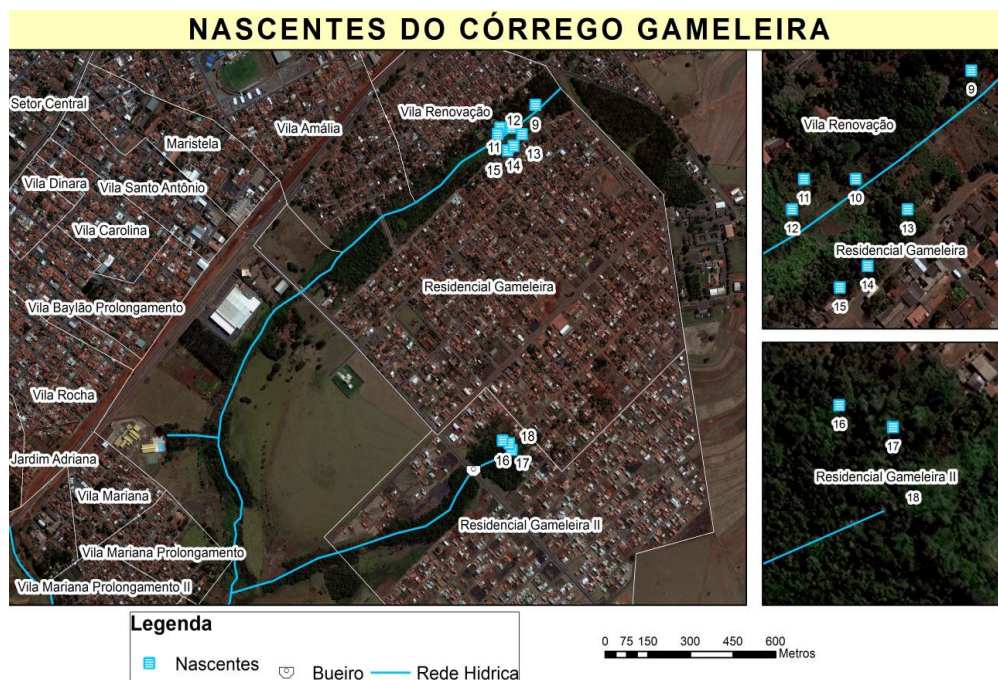 NASCENTES DO CÓRREGO GAMELEIRA
Setor Central
Vila Amália
Vila Renovação
Maristela
12
9
11
13
15
14
Vila Dinara
Vila Santo Antônio
Vila Carolina
Residencial Gameleira
Vila Baylão Prolongamento
Vila Rocha
Jardim Adriana
Vila Mariana
18
16
17
Residencial Gameleira II
Vila Mariana Prolongamento
Vila Mariana Prolongamento II
9
Vila Renovação
11
10
12
13
Residencial Gameleira
14
15
16
17
Residencial Gameleira II
18
Legenda
Nascentes
Bueiro
Rede Hidrica
0 75 150 300 450 600
Metros